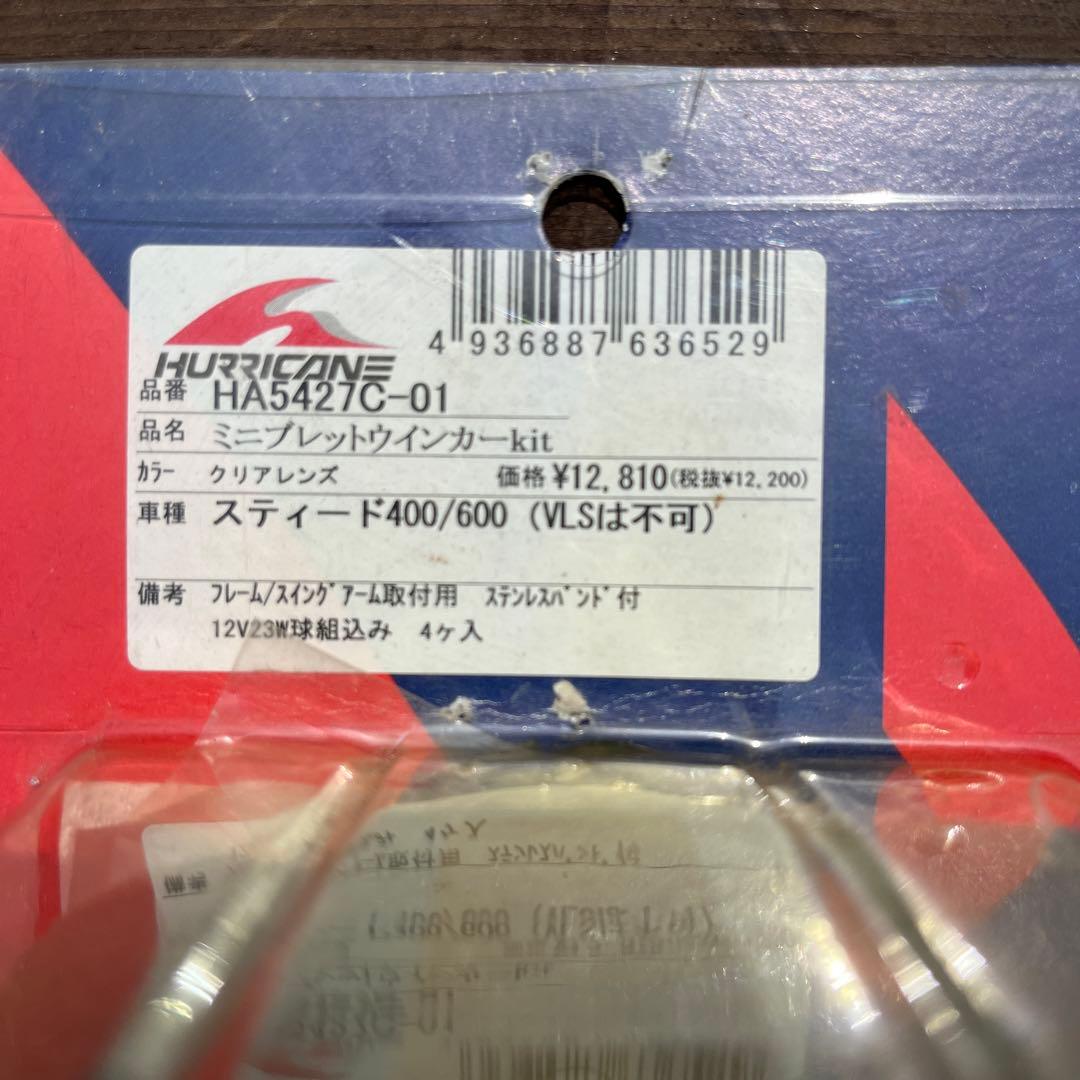 HURRICANE
4 936887 636529
品番 HA5427C-01
品名 ミニブレットウインカーkit
ｶﾗｰ クリアレンズ 価格 ¥12,810(税抜¥12,200)
車種 スティード400/600 (VLSは不可)
備考 ﾌﾚｰﾑ/ｽｲﾝｸﾞｱｰﾑ取付用 ｽﾃﾝﾚｽﾊﾞﾝﾄﾞ付
12V23W球組込み 4ヶ入